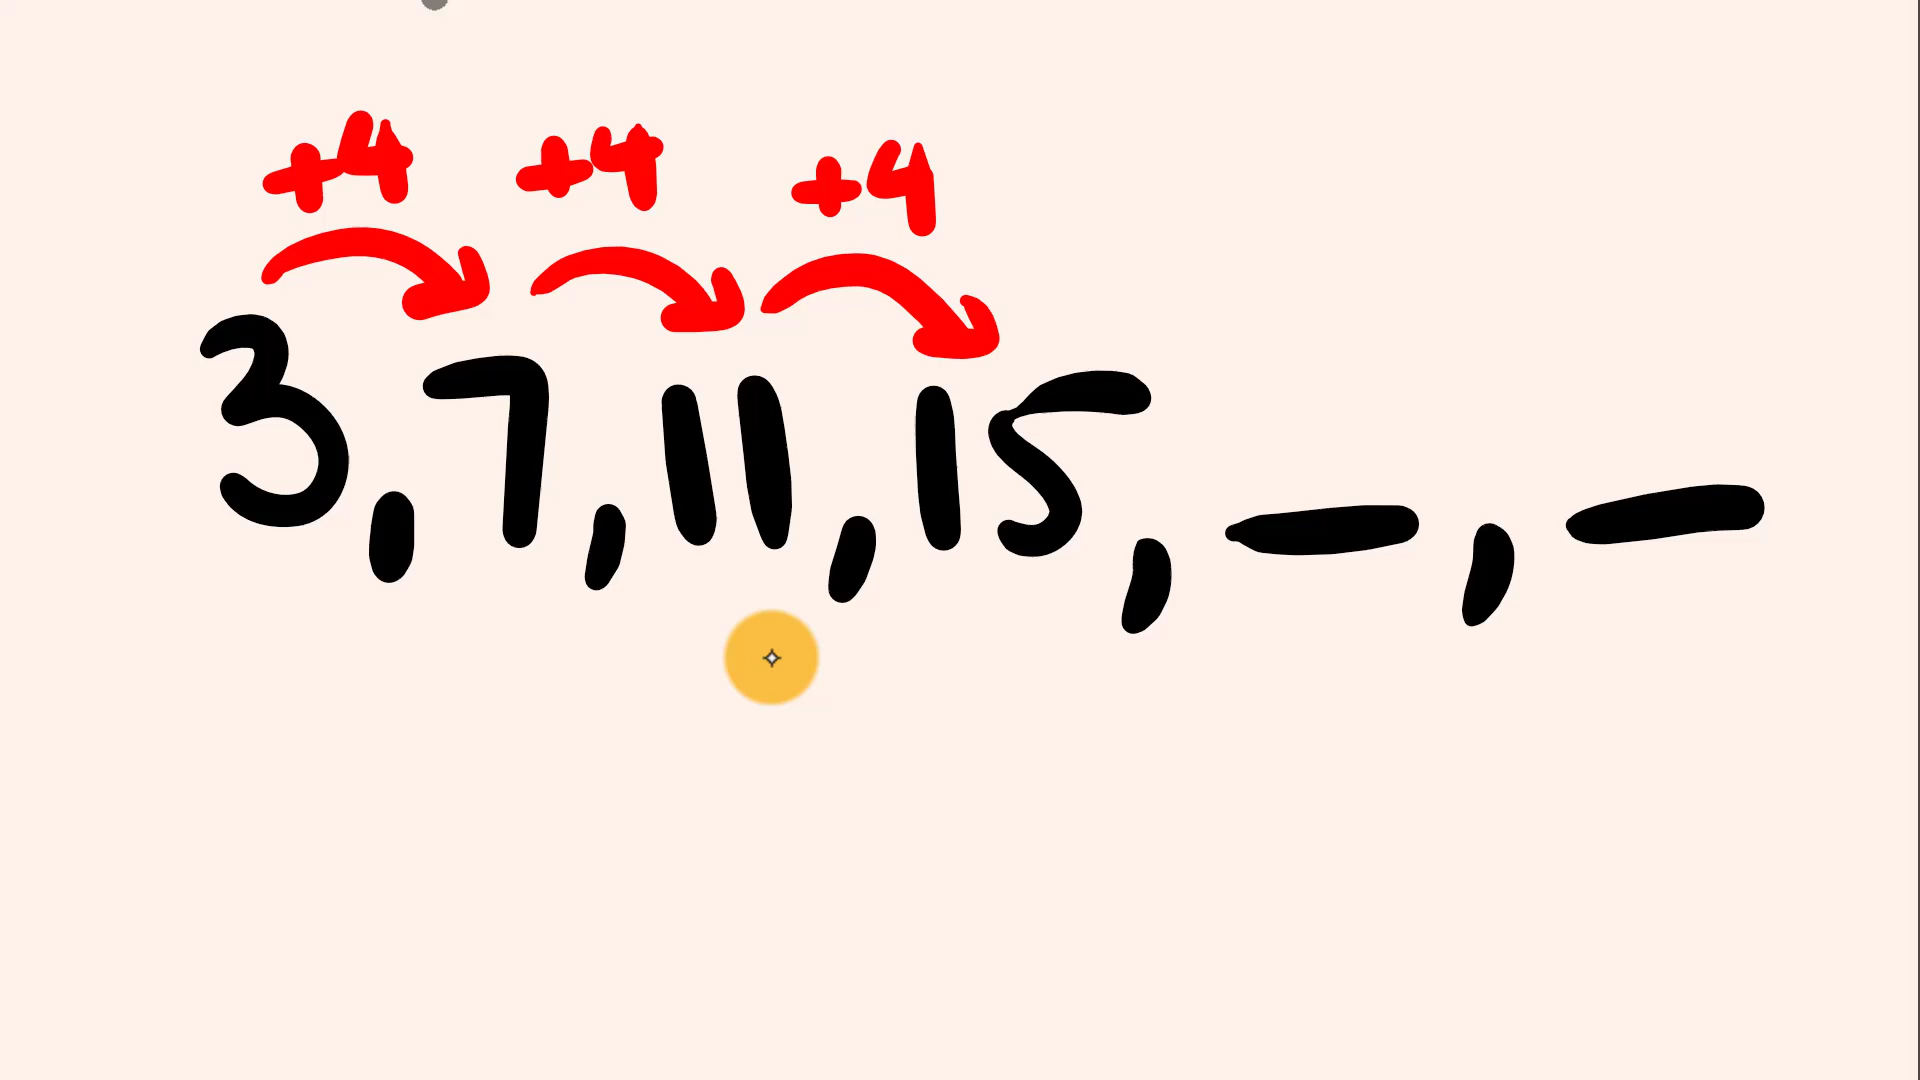 +4 +4 +4
3, 7, 11, 15, _, _